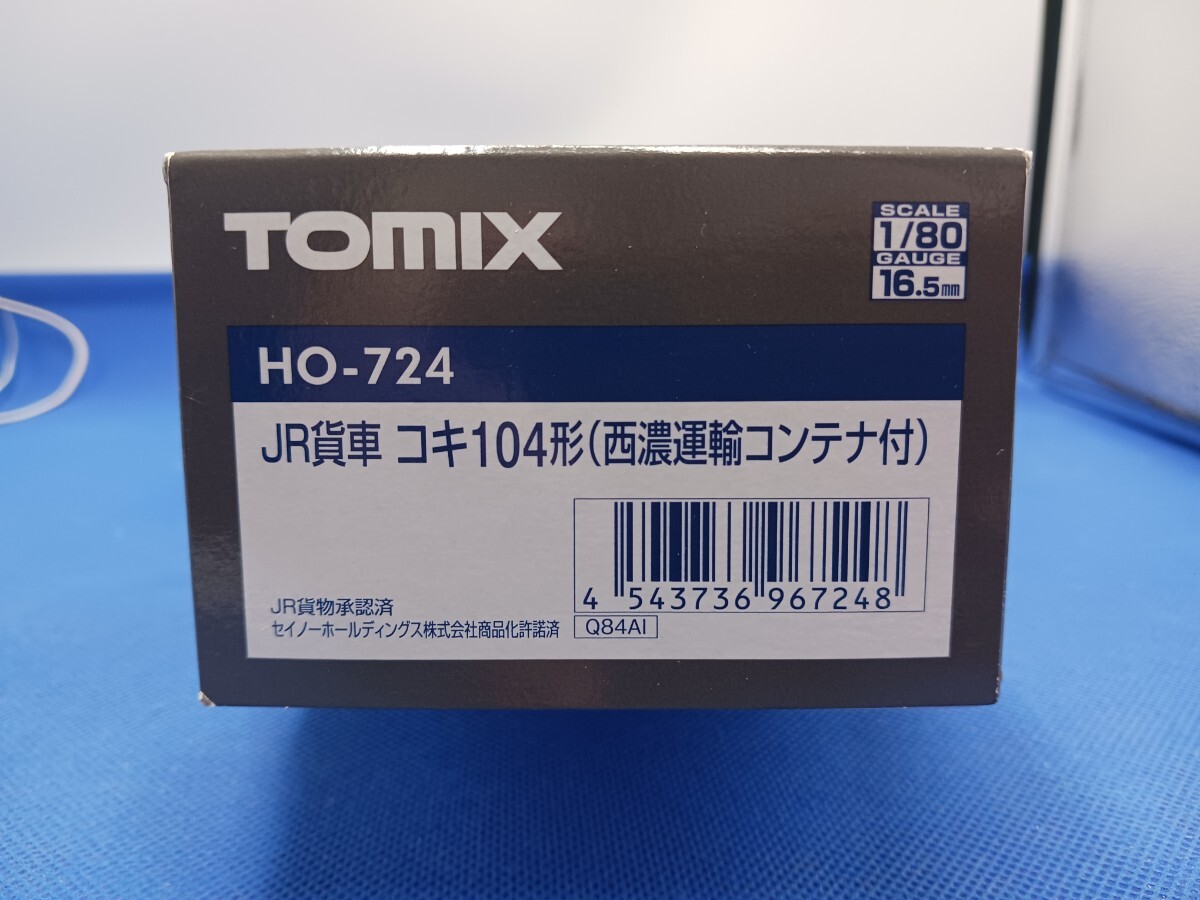 TOMIX
SCALE
1/80
GAUGE
16.5mm
HO-724
JR貨車 コキ104形(西濃運輸コンテナ付)
4 543736 967248
JR貨物承認済
セイノーホールディングス株式会社商品化許諾済
Q84AI